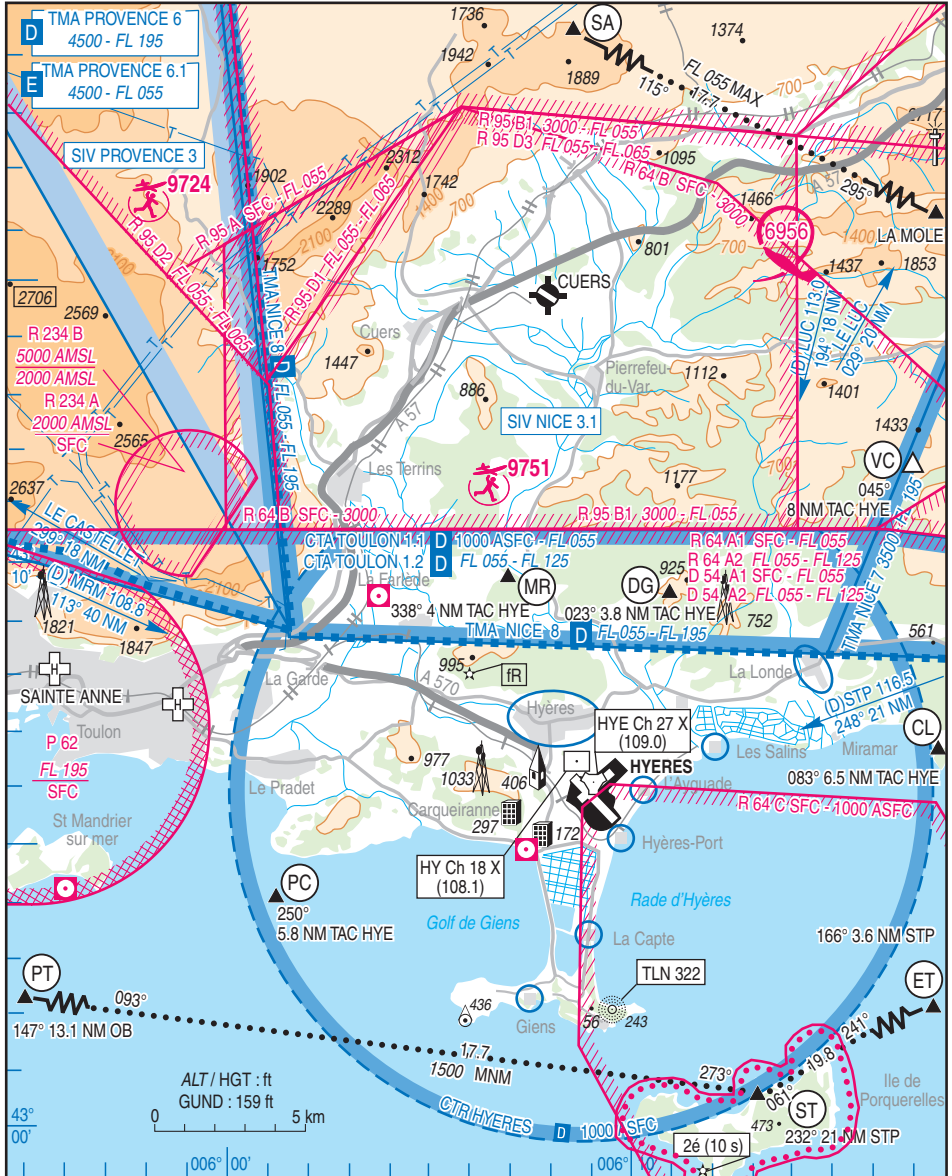 D
TMA PROVENCE 6
4500 - FL 195
E
TMA PROVENCE 6.1
4500 - FL 055
SIV PROVENCE 3
9724
1736
1942
SA
1889
1374
FL 055 MAX
115°
17.7
295°
700
R 95 B1 3000 - FL 055
R 95 D3 FL 055 - FL 065
1095
R 64 B SFC - 3000
A 57
1466
6956
LA MOLE
1400
700
1437
1853
2312
1902
1742
1400
700
R 95 A SFC - FL 055
2289
2100
R 95 D1 FL 055 - FL 065
R 95 D2 FL 055 - FL 065
2100
1752
801
CUERS
2706
2569
TMA NICE 8 D FL 055 - FL 195
(D) LUC 113.0
194° 18 NM
LE LUC
029° 20 NM
R 234 B
5000 AMSL
2000 AMSL
R 234 A
2000 AMSL
SFC
2565
Cuers
1447
886
Pierrefeu-
du-Var
1112
1401
A 57
SIV NICE 3.1
1433
VC
045°
8 NM TAC HYE
Les Terrins
9751
1177
700
2637
R 64 B SFC - 3000
R 95 B1 3000 - FL 055
TMA NICE 7 3500 - FL 195
LE CASTELLET
299° 18 NM
(D) MRM 108.8
113° 40 NM
2100
CTA TOULON 1.1 D 1000 ASFC - FL 055
CTA TOULON 1.2 D FL 055 - FL 125
R 64 A1 SFC - FL 055
R 64 A2 FL 055 - FL 125
D 54 A1 SFC - FL 055
D 54 A2 FL 055 - FL 125
10'
La Farlède
MR
338° 4 NM TAC HYE
DG
925
023° 3.8 NM TAC HYE
752
1821
1847
TMA NICE 8 D FL 055 - FL 195
561
SAINTE ANNE
Toulon
La Garde
995
fR
A 570
Hyères
La Londe
(D) STP 116.5
248° 21 NM
P 62
FL 195
SFC
HYE Ch 27 X
(109.0)
HYERES
Les Salins
Miramar
CL
083° 6.5 NM TAC HYE
977
1033
406
L'Ayguade
Le Pradet
Carqueiranne
297
172
R 64 C SFC - 1000 ASFC
St Mandrier
sur mer
Hyères-Port
HY Ch 18 X
(108.1)
PC
250°
5.8 NM TAC HYE
Golf de Giens
Rade d'Hyères
La Capte
166° 3.6 NM STP
PT
093°
147° 13.1 NM OB
TLN 322
ET
436
Giens
56
243
17.7
1500 MNM
273°
061°
19.8
241°
ALT / HGT : ft
GUND : 159 ft
0
5 km
Ile de
Porquerolles
ST
473
232° 21 NM STP
43°
00'
CTR HYERES D 1000 ASFC
2é (10 s)
006° 00'
006° 10'